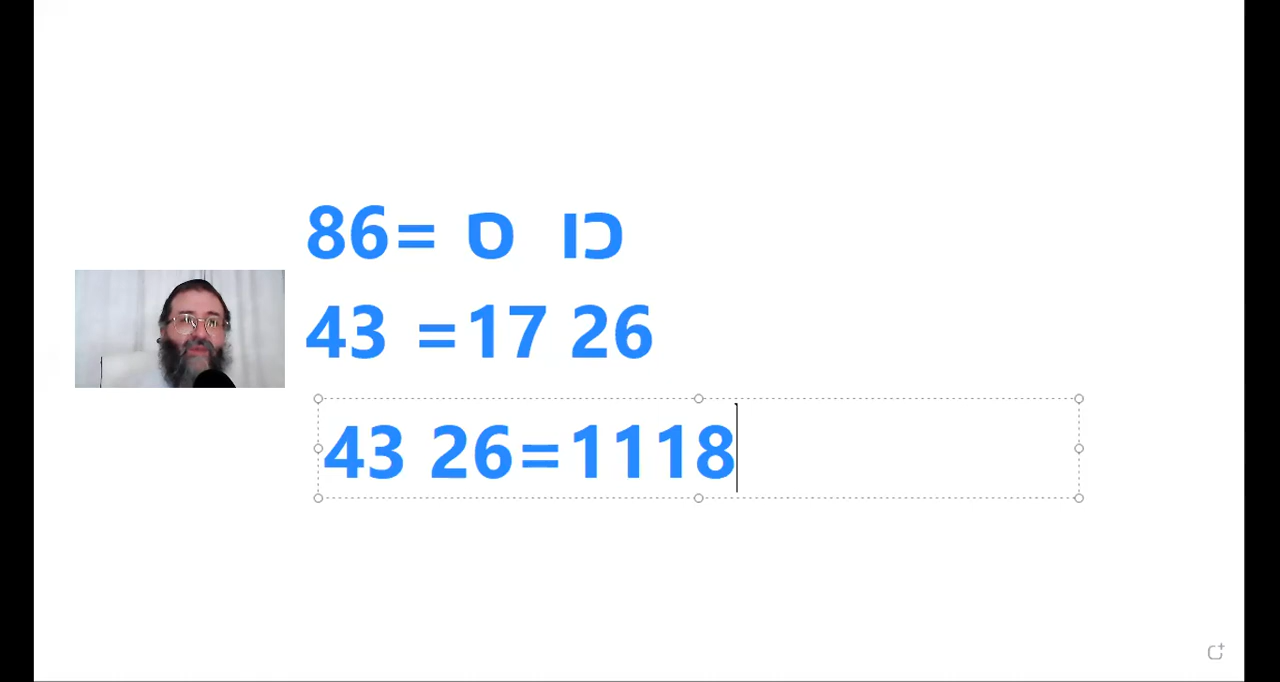 86= כו ס
43 =17 26
43 26=1118